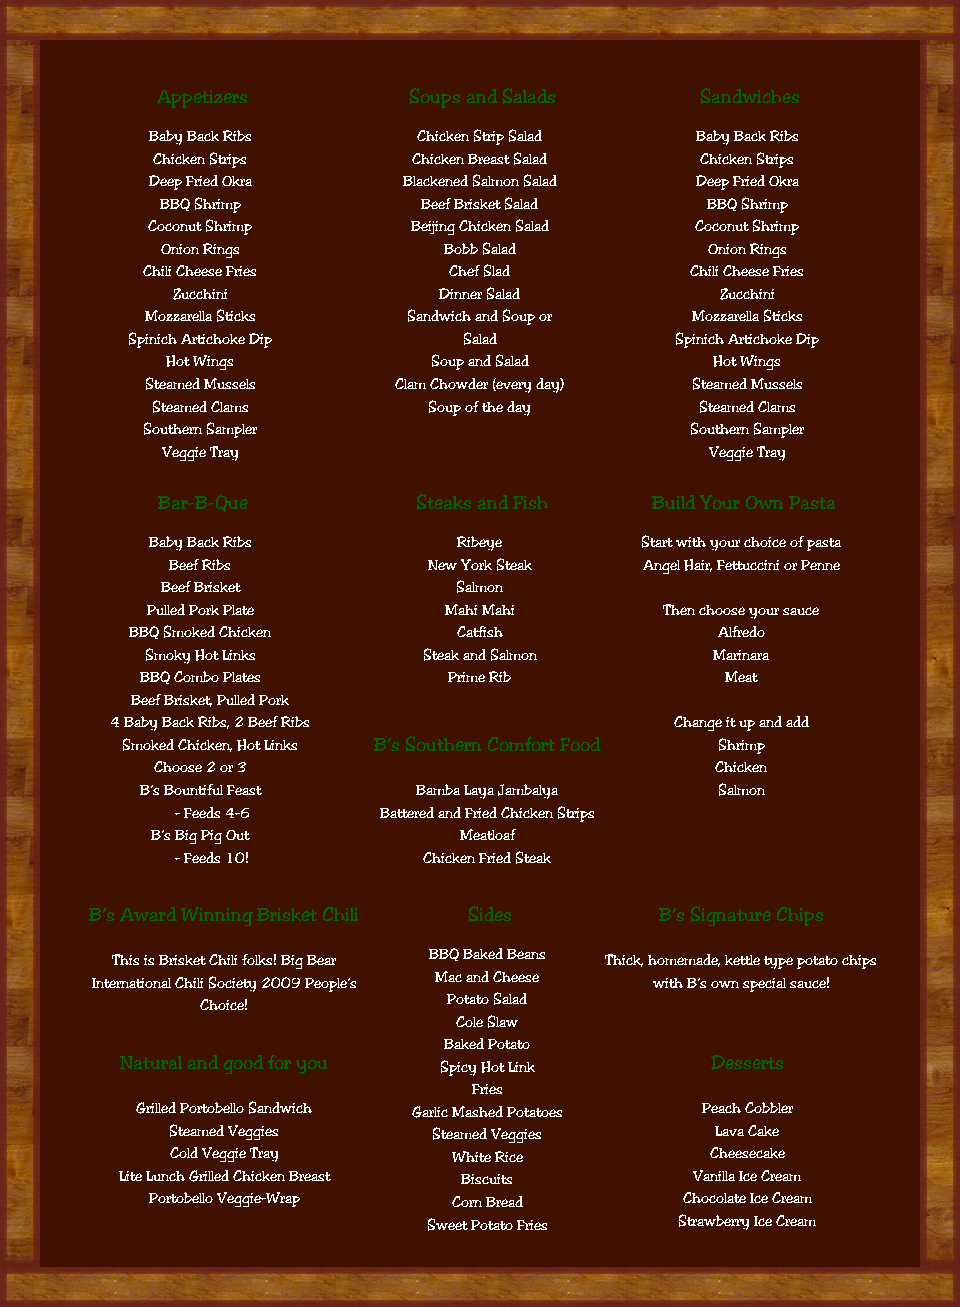 Appetizers
Baby Back Ribs
Chicken Strips
Deep Fried Okra
BBQ Shrimp
Coconut Shrimp
Onion Rings
Chili Cheese Fries
Zucchini
Mozzarella Sticks
Spinich Artichoke Dip
Hot Wings
Steamed Mussels
Steamed Clams
Southern Sampler
Veggie Tray
Soups and Salads
Chicken Strip Salad
Chicken Breast Salad
Blackened Salmon Salad
Beef Brisket Salad
Beijing Chicken Salad
Bobb Salad
Chef Slad
Dinner Salad
Sandwich and Soup or
Salad
Soup and Salad
Clam Chowder (every day)
Soup of the day
Sandwiches
Baby Back Ribs
Chicken Strips
Deep Fried Okra
BBQ Shrimp
Coconut Shrimp
Onion Rings
Chili Cheese Fries
Zucchini
Mozzarella Sticks
Spinich Artichoke Dip
Hot Wings
Steamed Mussels
Steamed Clams
Southern Sampler
Veggie Tray
Bar-B-Que
Baby Back Ribs
Beef Ribs
Beef Brisket
Pulled Pork Plate
BBQ Smoked Chicken
Smoky Hot Links
BBQ Combo Plates
Beef Brisket, Pulled Pork
4 Baby Back Ribs, 2 Beef Ribs
Smoked Chicken, Hot Links
Choose 2 or 3
B's Bountiful Feast
- Feeds 4-6
B's Big Pig Out
- Feeds 10!
Steaks and Fish
Ribeye
New York Steak
Salmon
Mahi Mahi
Catfish
Steak and Salmon
Prime Rib
B's Southern Comfort Food
Bamba Laya Jambalya
Battered and Fried Chicken Strips
Meatloaf
Chicken Fried Steak
Build Your Own Pasta
Start with your choice of pasta
Angel Hair, Fettuccini or Penne
Then choose your sauce
Alfredo
Marinara
Meat
Change it up and add
Shrimp
Chicken
Salmon
B's Award Winning Brisket Chili
This is Brisket Chili folks! Big Bear
International Chili Society 2009 People's
Choice!
Natural and good for you
Grilled Portobello Sandwich
Steamed Veggies
Cold Veggie Tray
Lite Lunch Grilled Chicken Breast
Portobello Veggie-Wrap
Sides
BBQ Baked Beans
Mac and Cheese
Potato Salad
Cole Slaw
Baked Potato
Spicy Hot Link
Fries
Garlic Mashed Potatoes
Steamed Veggies
White Rice
Biscuits
Corn Bread
Sweet Potato Fries
B's Signature Chips
Thick, homemade, kettle type potato chips
with B's own special sauce!
Desserts
Peach Cobbler
Lava Cake
Cheesecake
Vanilla Ice Cream
Chocolate Ice Cream
Strawberry Ice Cream